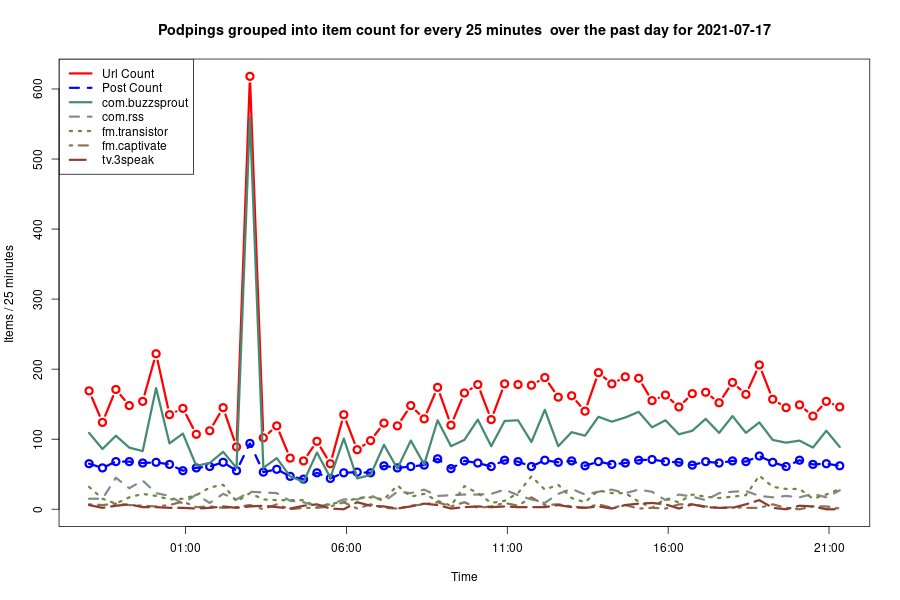 Podpings grouped into item count for every 25 minutes  over the past day for 2021-07-17
Url Count
Post Count
com.buzzsprout
com.rss
fm.transistor
fm.captivate
tv.3speak
600
500
400
300
200
100
0
Items / 25 minutes
01:00
06:00
11:00
16:00
21:00
Time